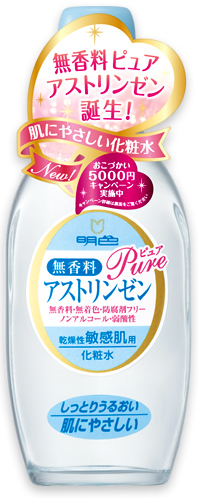 無香料ピュア
アストリンゼン
誕生!
肌にやさしい化粧水
New!
おこづかい
5000円
キャンペーン
実施中
明色
無香料
ピュア
Pure
アストリンゼン
無香料・無着色・防腐剤フリー
ノンアルコール・弱酸性
乾燥性敏感肌用
化粧水
しっとりうるおい
肌にやさしい